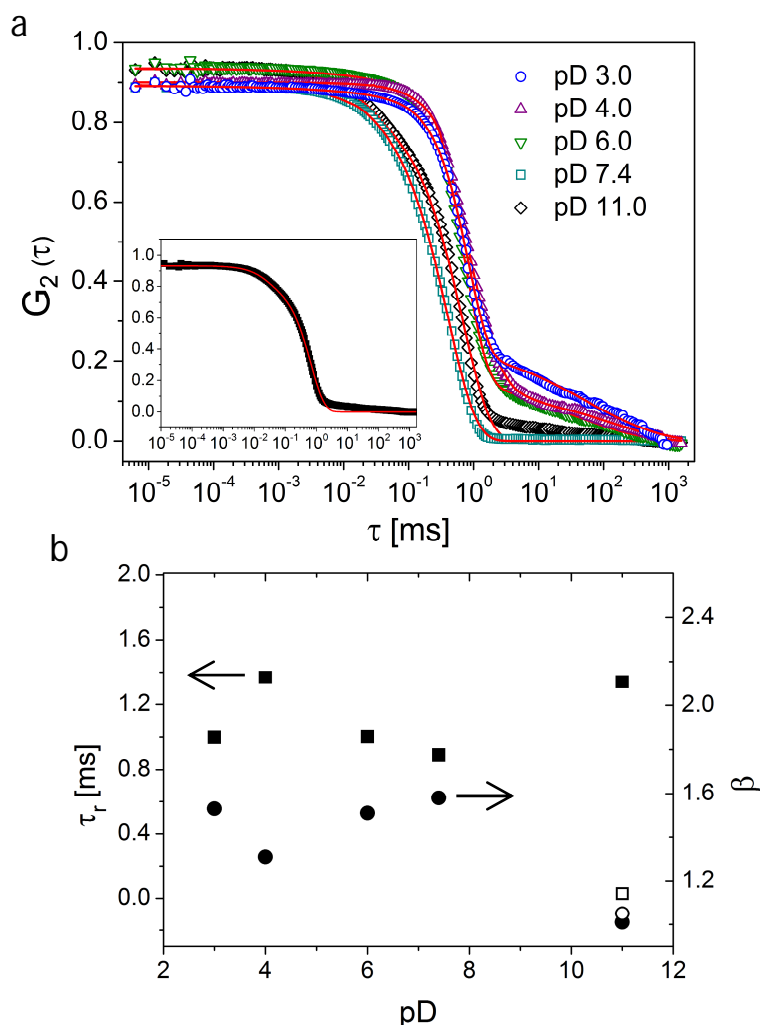 a
G₂ (τ)
1.0
0.8
0.6
0.4
0.2
0.0
pD 3.0
pD 4.0
pD 6.0
pD 7.4
pD 11.0
1.0
0.8
0.6
0.4
0.2
0.0
10⁻⁵ 10⁻⁴ 10⁻³ 10⁻² 10⁻¹ 10⁰ 10¹ 10² 10³
10⁻⁵ 10⁻⁴ 10⁻³ 10⁻² 10⁻¹ 10⁰ 10¹ 10² 10³
τ [ms]
b
τᵣ [ms]
2.0
1.6
1.2
0.8
0.4
0.0
2.4
2.0
1.6
1.2
β
2 4 6 8 10 12
pD